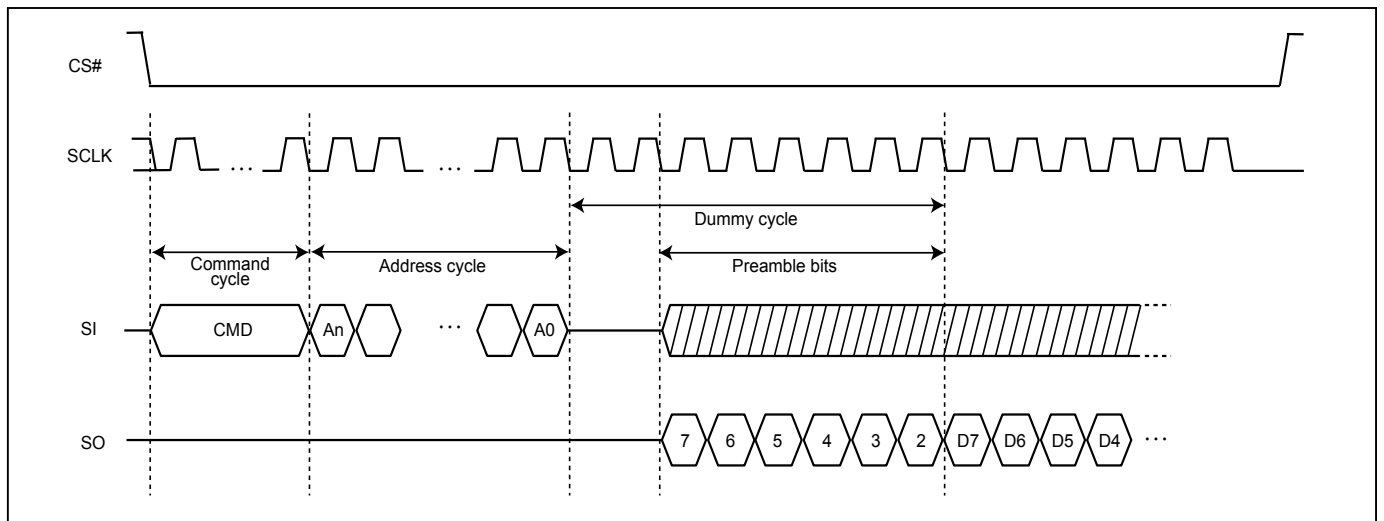 CS#
SCLK
...
...
Dummy cycle
Command
cycle
Address cycle
Preamble bits
SI
CMD
An
...
A0
SO
7
6
5
4
3
2
D7
D6
D5
D4
...